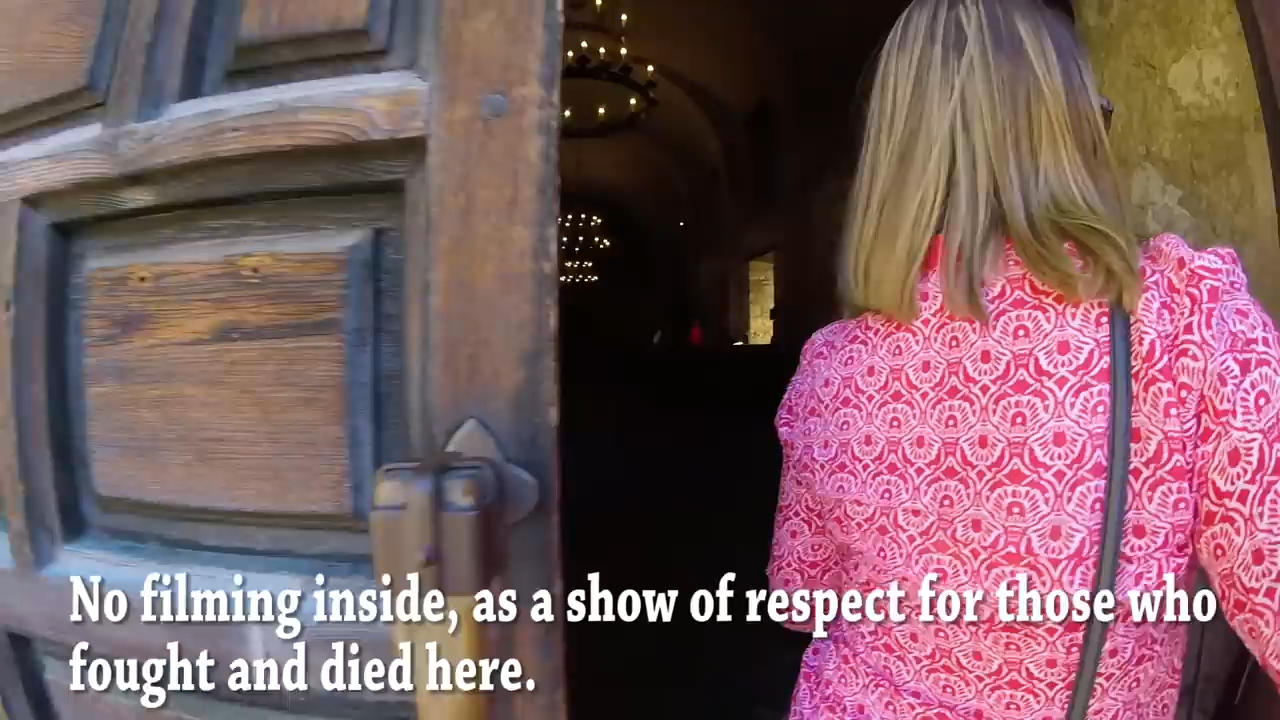 No filming inside, as a show of respect for those who
fought and died here.